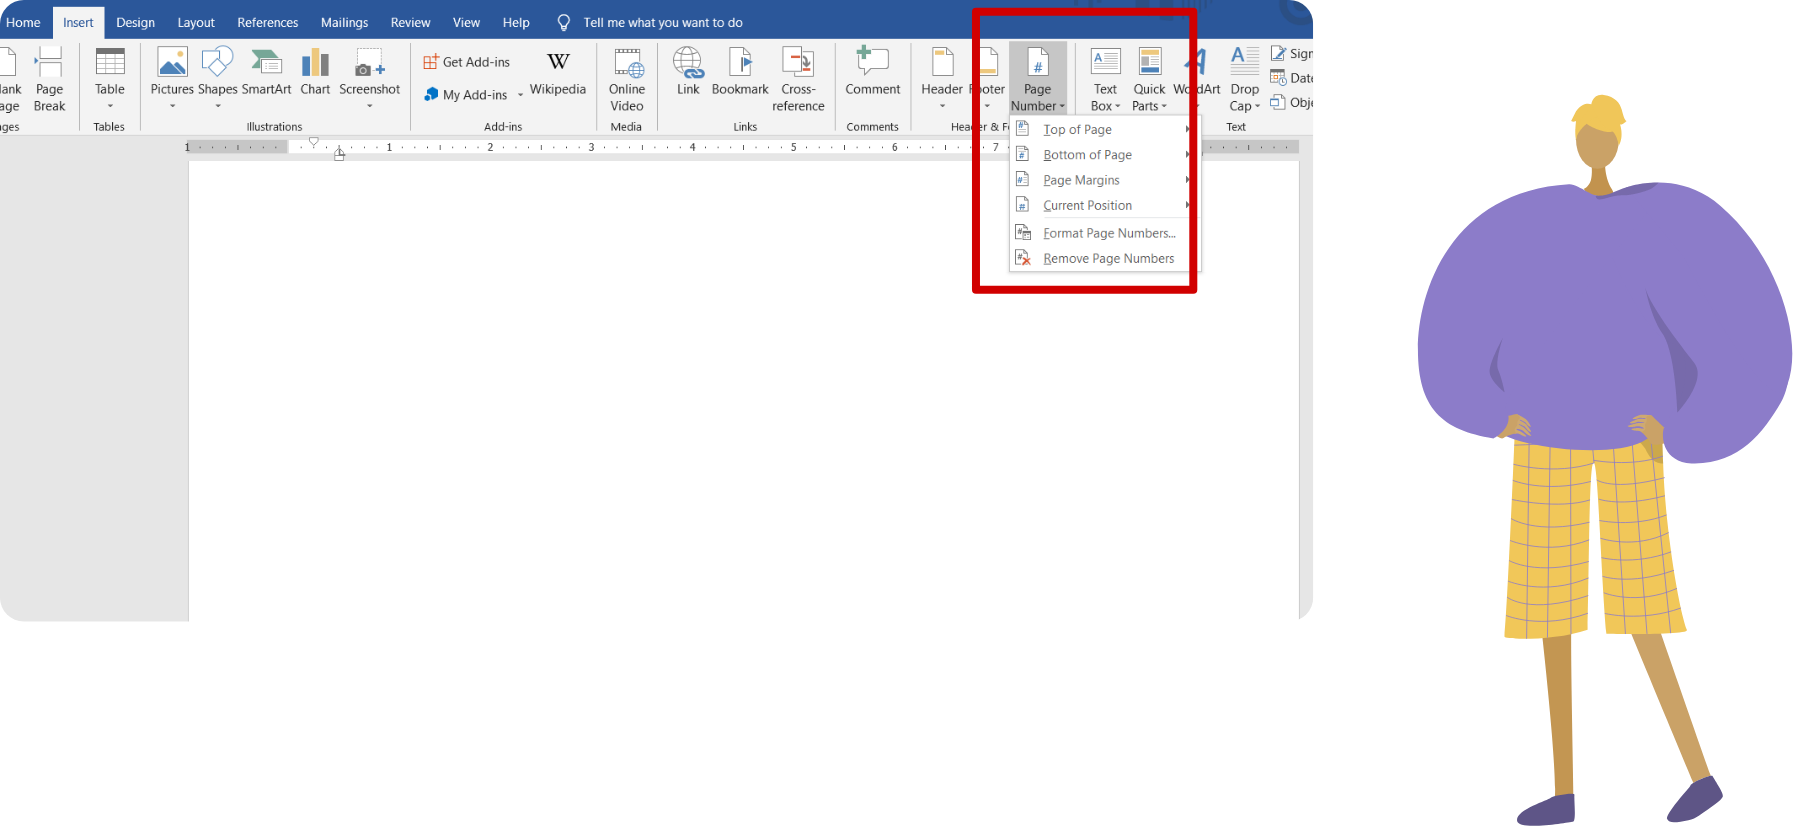 Home Insert Design Layout References Mailings Review View Help Tell me what you want to do
Get Add-ins
My Add-ins
Page Break
Table
Pictures Shapes SmartArt Chart Screenshot
W
Wikipedia
Online Video
Link Bookmark Cross-reference
Comment
Header Footer Page Number
#
Text Box Quick Parts WordArt Drop Cap
A
Sign
Date
Obje
lank
age
ges
Tables
Illustrations
Add-ins
Media
Links
Comments
Header & F
Text
1 1 2 3 4 5 6 7
Top of Page
Bottom of Page
Page Margins
Current Position
Format Page Numbers...
Remove Page Numbers